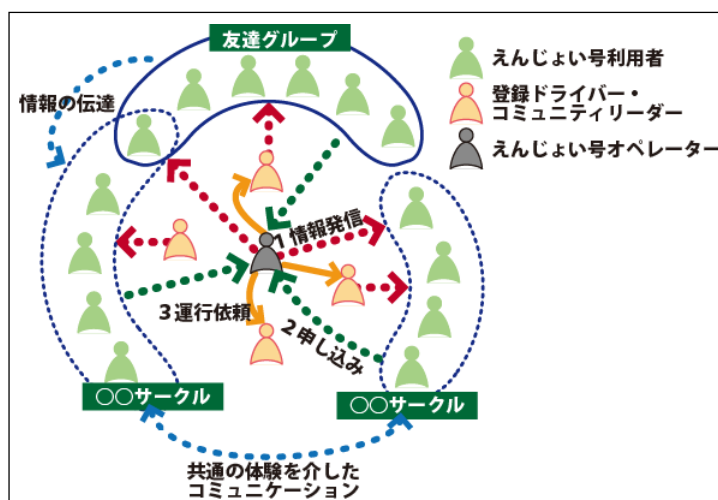 友達グループ
えんじょい号利用者
登録ドライバー・
コミュニティリーダー
えんじょい号オペレーター
情報の伝達
1 情報発信
3 運行依頼
2 申し込み
○○サークル
○○サークル
共通の体験を介した
コミュニケーション